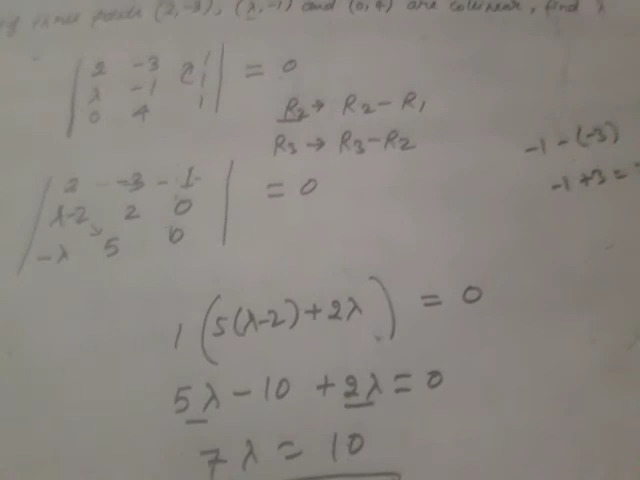 three points (2,-3), (λ,-1) and (0,4) are collinear, find λ
| 2 -3 1 |
| λ -1 1 | = 0
| 0 4 1 |
R₂ → R₂ - R₁
R₃ → R₃ - R₂
-1 - (-3)
-1 + 3 =
| 2 -3 1 |
| λ-2 2 0 | = 0
| -λ 5 0 |
1 (5(λ-2) + 2λ) = 0
5λ - 10 + 2λ = 0
7λ = 10